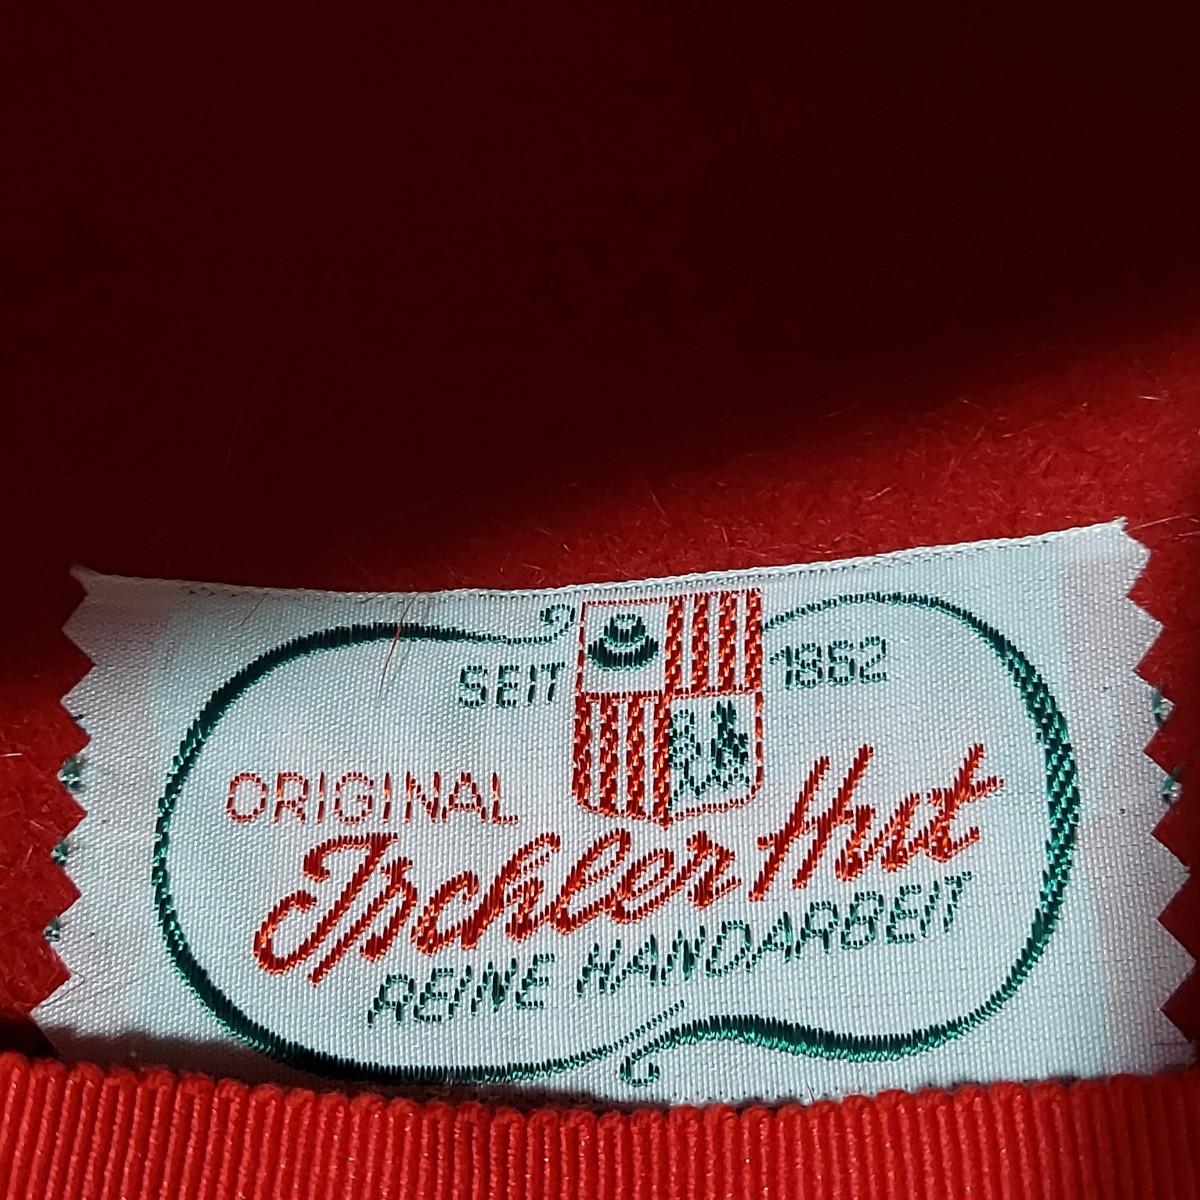 SEIT 1862
ORIGINAL
Ischler Hut
REINE HANDARBEIT